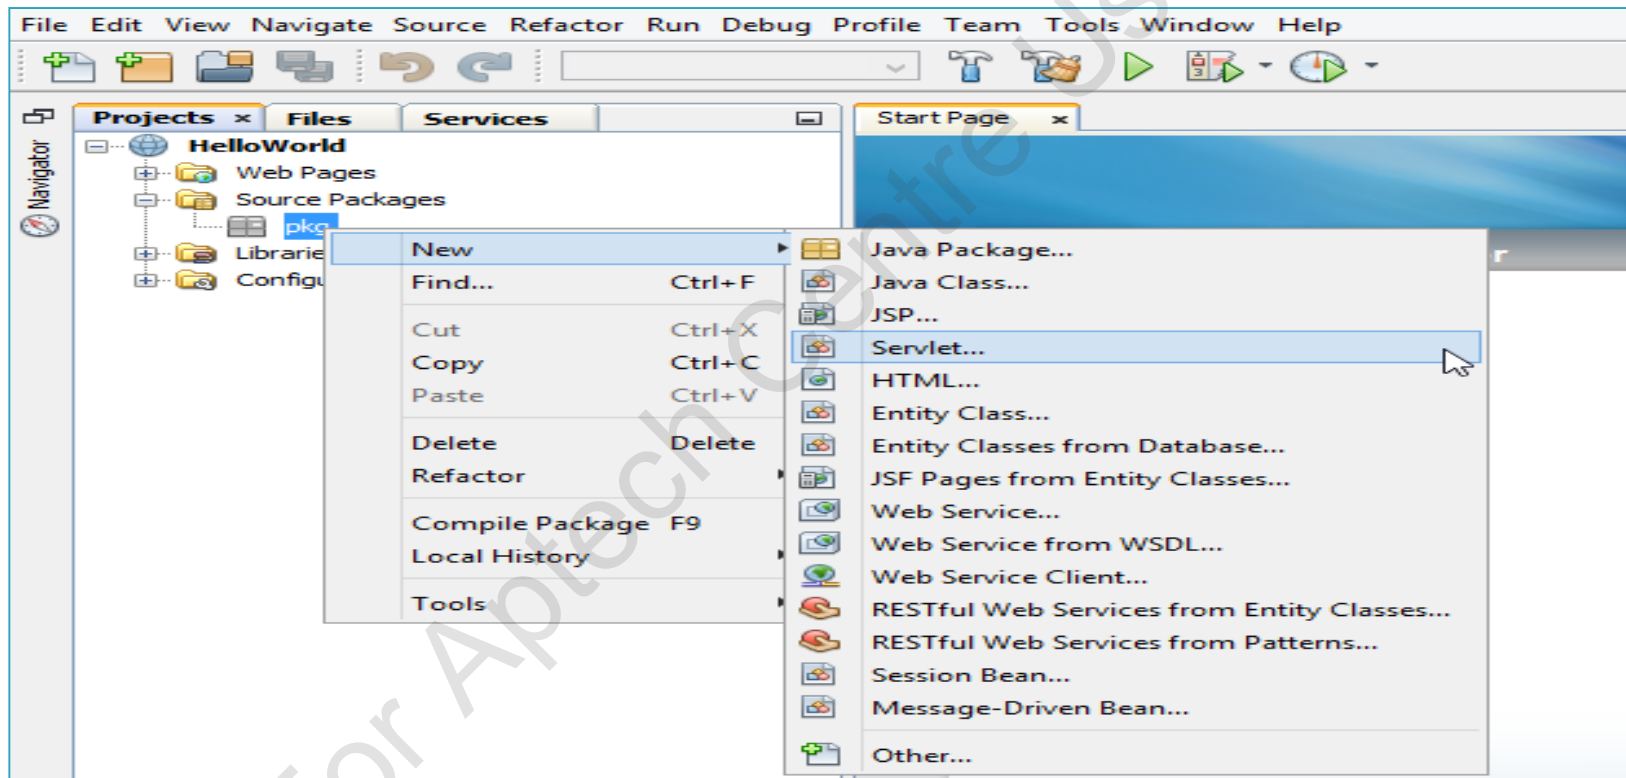 File Edit View Navigate Source Refactor Run Debug Profile Team Tools Window Help
Projects Files Services
Start Page
Navigator
HelloWorld
Web Pages
Source Packages
pkg
Librarie
Configu
New
Find... Ctrl+F
Cut Ctrl+X
Copy Ctrl+C
Paste Ctrl+V
Delete Delete
Refactor
Compile Package F9
Local History
Tools
Java Package...
Java Class...
JSP...
Servlet...
HTML...
Entity Class...
Entity Classes from Database...
JSF Pages from Entity Classes...
Web Service...
Web Service from WSDL...
Web Service Client...
RESTful Web Services from Entity Classes...
RESTful Web Services from Patterns...
Session Bean...
Message-Driven Bean...
Other...
r
For Aptech Centre Us